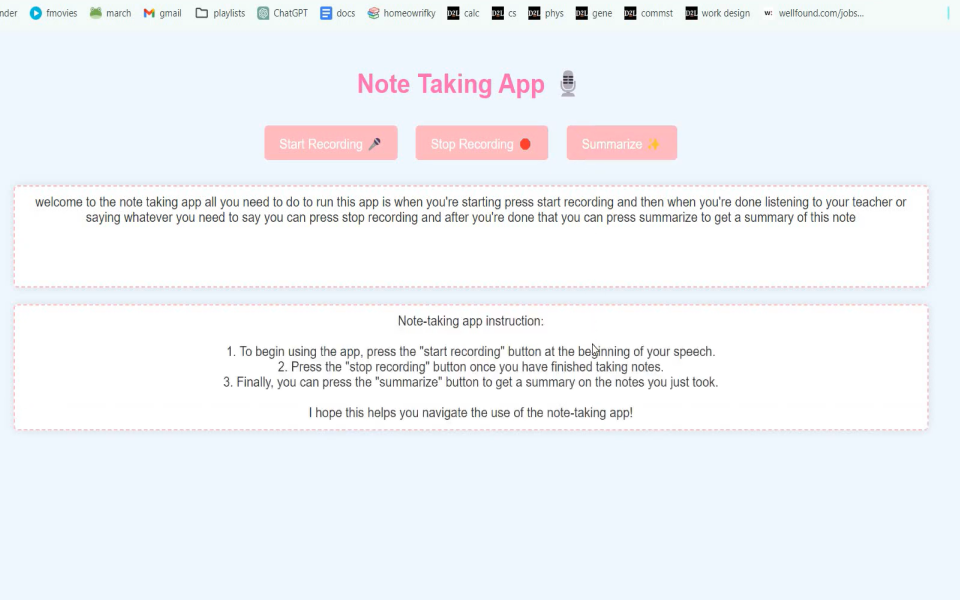 nder fmovies march gmail playlists ChatGPT docs homeowrifky calc cs phys gene commst work design wellfound.com/jobs...
Note Taking App
Start Recording Stop Recording Summarize
welcome to the note taking app all you need to do to run this app is when you're starting press start recording and then when you're done listening to your teacher or
saying whatever you need to say you can press stop recording and after you're done that you can press summarize to get a summary of this note
Note-taking app instruction:
1. To begin using the app, press the "start recording" button at the beginning of your speech.
2. Press the "stop recording" button once you have finished taking notes.
3. Finally, you can press the "summarize" button to get a summary on the notes you just took.
I hope this helps you navigate the use of the note-taking app!